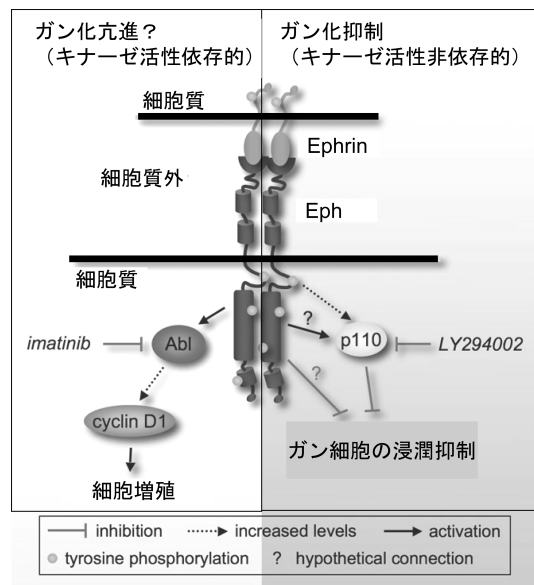 ガン化亢進?
(キナーゼ活性依存的)
ガン化抑制
(キナーゼ活性非依存的)
細胞質
Ephrin
細胞質外
Eph
細胞質
?
imatinib
Abl
p110
LY294002
?
cyclin D1
ガン細胞の浸潤抑制
細胞増殖
inhibition
increased levels
activation
tyrosine phosphorylation
? hypothetical connection